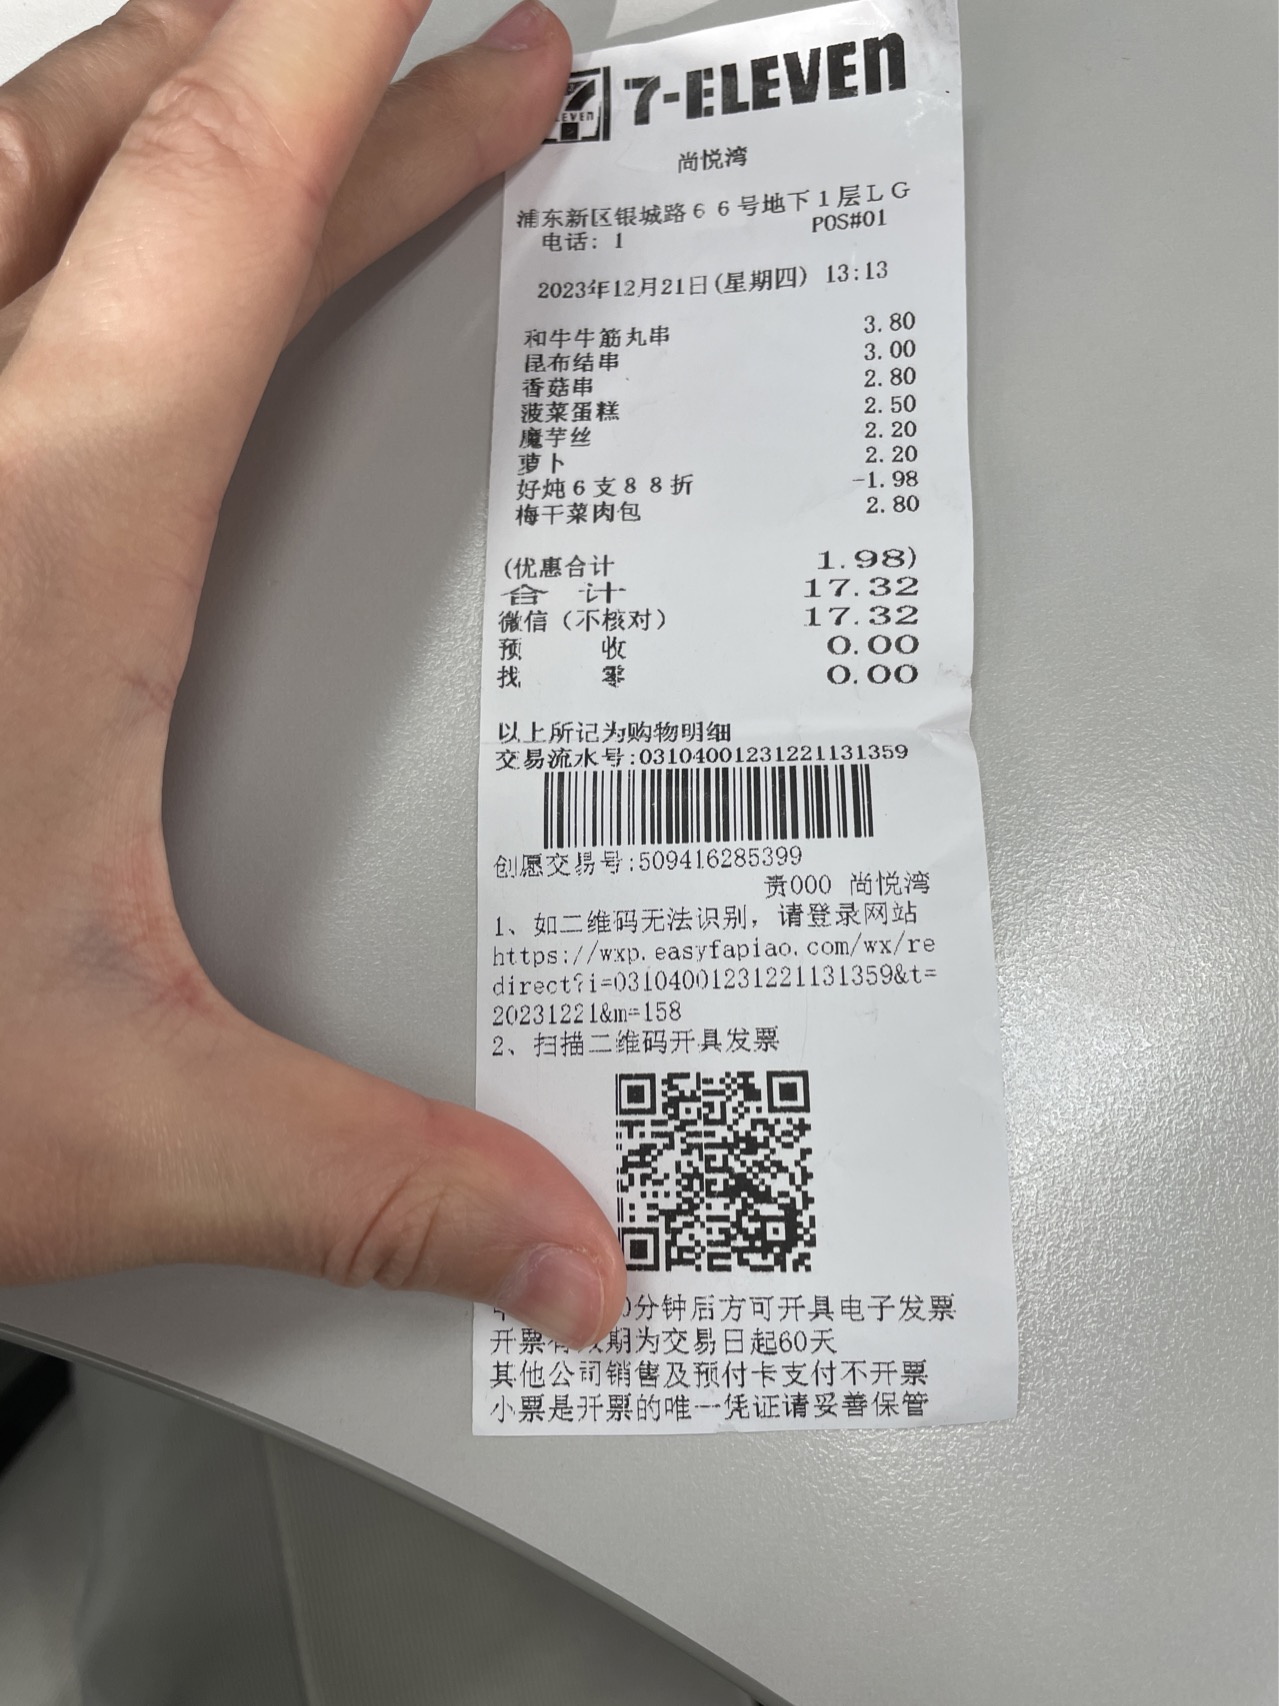 7-ELEVEN
尚悦湾
浦东新区银城路66号地下1层LG
电话: 1 POS#01
2023年12月21日(星期四) 13:13
和牛牛筋丸串 3.80
昆布结串 3.00
香菇串 2.80
菠菜蛋糕 2.50
魔芋丝 2.20
萝卜 2.20
好炖6支88折 -1.98
梅干菜肉包 2.80
(优惠合计 1.98)
合 计 17.32
微信(不核对) 17.32
预 收 0.00
找 零 0.00
以上所记为购物明细
交易流水号:03104001231221131359
创愿交易号:509416285399
责000 尚悦湾
1、如二维码无法识别，请登录网站
https://wxp.easyfapiao.com/wx/re
direct?i=03104001231221131359&t=
20231221&m=158
2、扫描二维码开具发票
分钟后方可开具电子发票
开票 期为交易日起60天
其他公司销售及预付卡支付不开票
小票是开票的唯一凭证请妥善保管